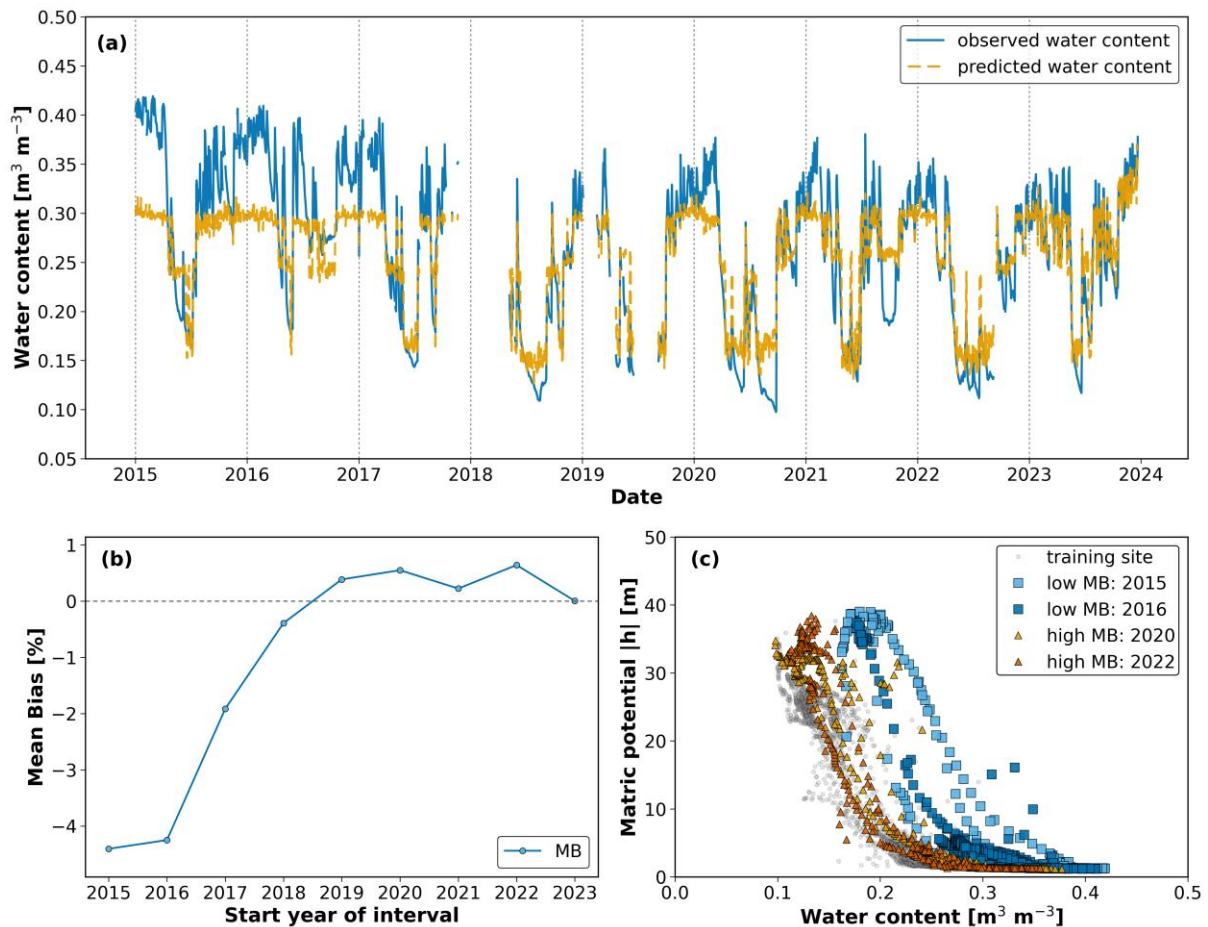 (a)
observed water content
predicted water content
Water content [m³ m⁻³]
0.50
0.45
0.40
0.35
0.30
0.25
0.20
0.15
0.10
0.05
2015 2016 2017 2018 2019 2020 2021 2022 2023 2024
Date
(b)
Mean Bias [%]
1
0
−1
−2
−3
−4
MB
2015 2016 2017 2018 2019 2020 2021 2022 2023
Start year of interval
(c)
training site
low MB: 2015
low MB: 2016
high MB: 2020
high MB: 2022
Matric potential |h| [m]
50
40
30
20
10
0
0.0 0.1 0.2 0.3 0.4 0.5
Water content [m³ m⁻³]